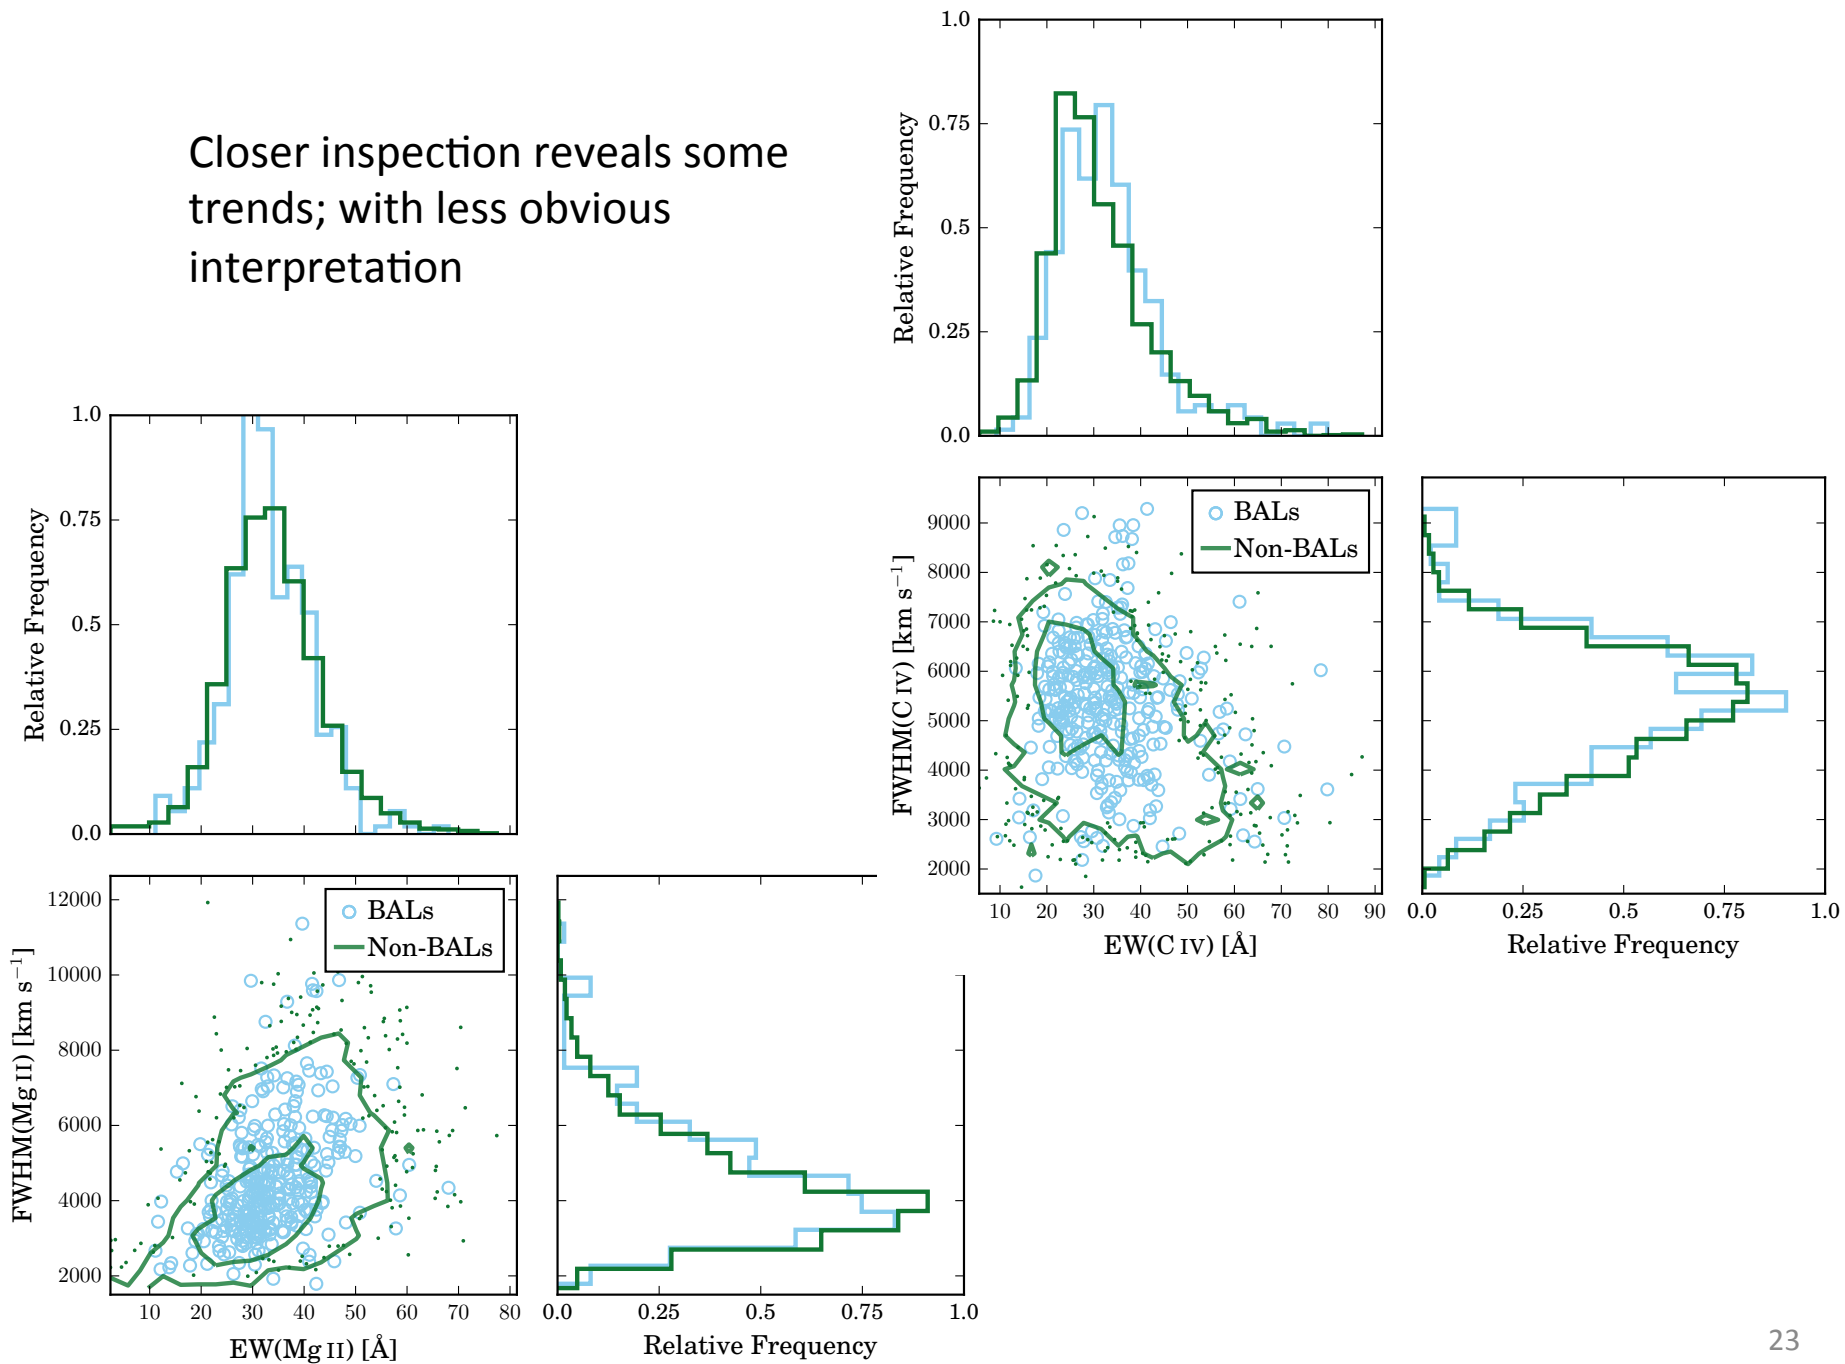 Closer inspection reveals some
trends; with less obvious
interpretation
1.0
0.75
0.5
0.25
0.0
Relative Frequency
1.0
0.75
0.5
0.25
0.0
Relative Frequency
BALs
Non-BALs
9000
8000
7000
6000
5000
4000
3000
2000
FWHM(C IV) [km s⁻¹]
10 20 30 40 50 60 70 80 90
EW(C IV) [Å]
0.0 0.25 0.5 0.75 1.0
Relative Frequency
BALs
Non-BALs
12000
10000
8000
6000
4000
2000
FWHM(Mg II) [km s⁻¹]
10 20 30 40 50 60 70 80
EW(Mg II) [Å]
0.0 0.25 0.5 0.75 1.0
Relative Frequency
23